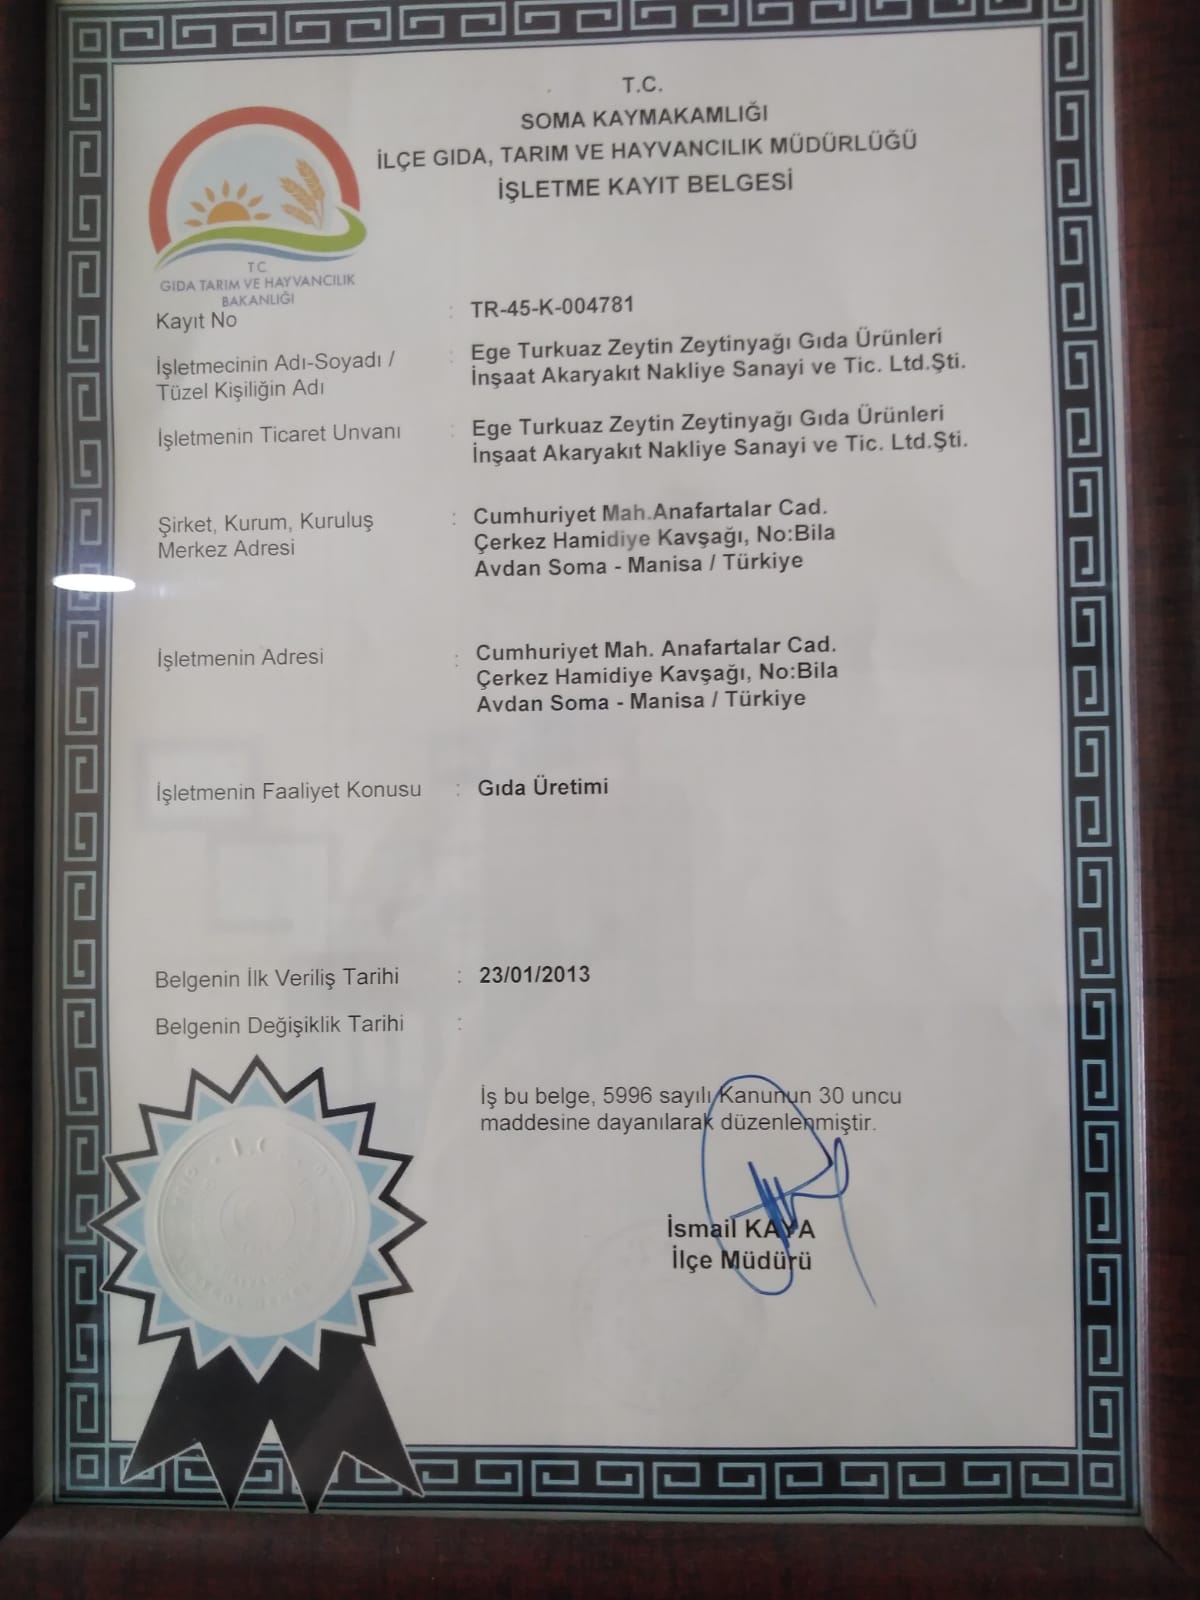 T.C.
SOMA KAYMAKAMLIĞI
İLÇE GIDA, TARIM VE HAYVANCILIK MÜDÜRLÜĞÜ
İŞLETME KAYIT BELGESİ
T C
GIDA TARIM VE HAYVANCILIK
BAKANLIĞI
Kayıt No : TR-45-K-004781
İşletmecinin Adı-Soyadı / : Ege Turkuaz Zeytin Zeytinyağı Gıda Ürünleri
Tüzel Kişiliğin Adı İnşaat Akaryakıt Nakliye Sanayi ve Tic. Ltd.Şti.
İşletmenin Ticaret Unvanı : Ege Turkuaz Zeytin Zeytinyağı Gıda Ürünleri
İnşaat Akaryakıt Nakliye Sanayi ve Tic. Ltd.Şti.
Şirket, Kurum, Kuruluş : Cumhuriyet Mah.Anafartalar Cad.
Merkez Adresi Çerkez Hamidiye Kavşağı, No:Bila
Avdan Soma - Manisa / Türkiye
İşletmenin Adresi : Cumhuriyet Mah. Anafartalar Cad.
Çerkez Hamidiye Kavşağı, No:Bila
Avdan Soma - Manisa / Türkiye
İşletmenin Faaliyet Konusu : Gıda Üretimi
Belgenin İlk Veriliş Tarihi : 23/01/2013
Belgenin Değişiklik Tarihi :
İş bu belge, 5996 sayılı Kanunun 30 uncu
maddesine dayanılarak düzenlenmiştir.
İsmail KAYA
İlçe Müdürü